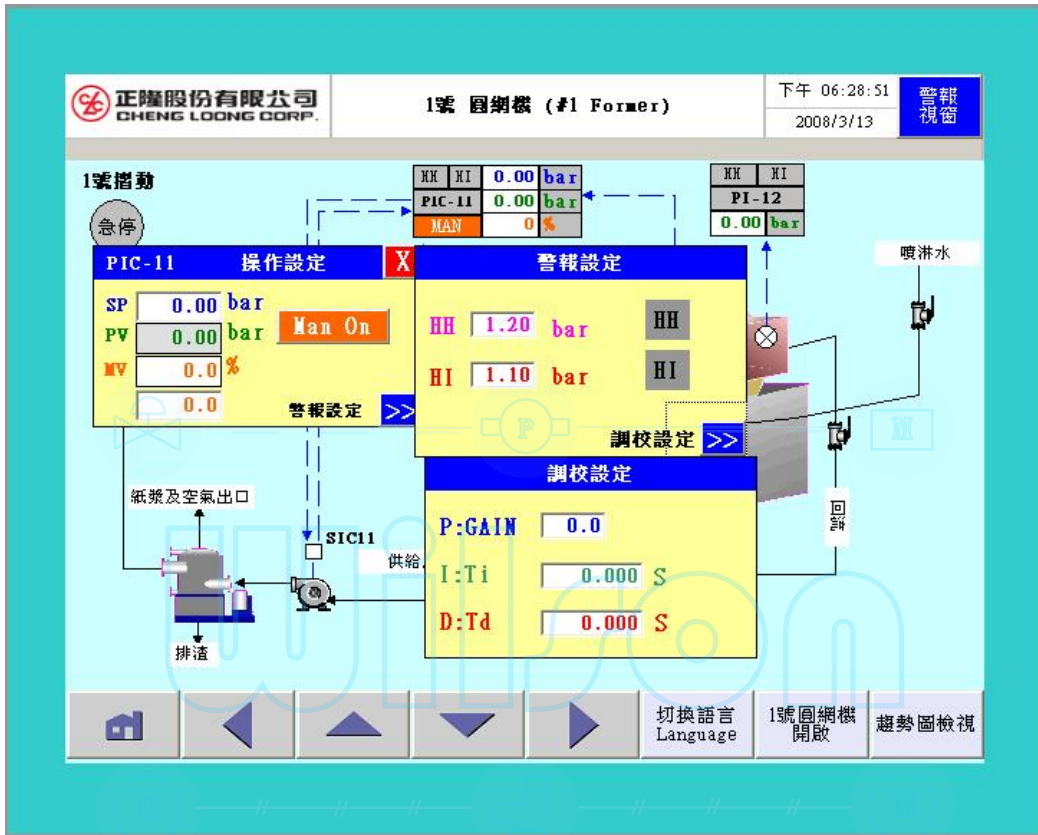 正隆股份有限公司
CHENG LOONG CORP.
1號 圓網機 (#1 Former)
下午 06:28:51
2008/3/13
警報
視窗
1號摺動
急停
HH HI 0.00 bar
PIC-11 0.00 bar
MAN 0 %
HH HI
PI-12
0.00 bar
噴淋水
PIC-11 操作設定 X
SP 0.00 bar
PV 0.00 bar
Man On
MV 0.0 %
0.0
警報設定 >>
警報設定
HH 1.20 bar HH
HI 1.10 bar HI
調校設定 >>
P
M
調校設定
P:GAIN 0.0
I:Ti 0.000 S
D:Td 0.000 S
紙漿及空氣出口
SIC11
供給
排渣
Wilson
切換語言
Language
1號圓網機
開啟
趨勢圖檢視